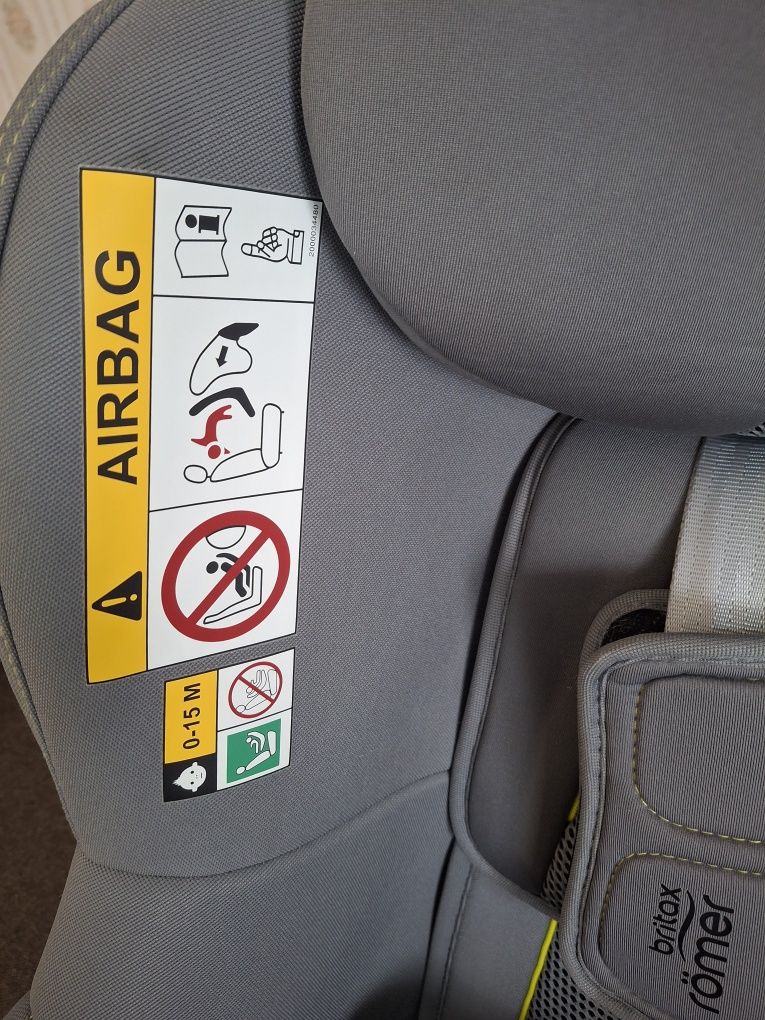 AIRBAG
2000034480
0-15 M
britax
römer